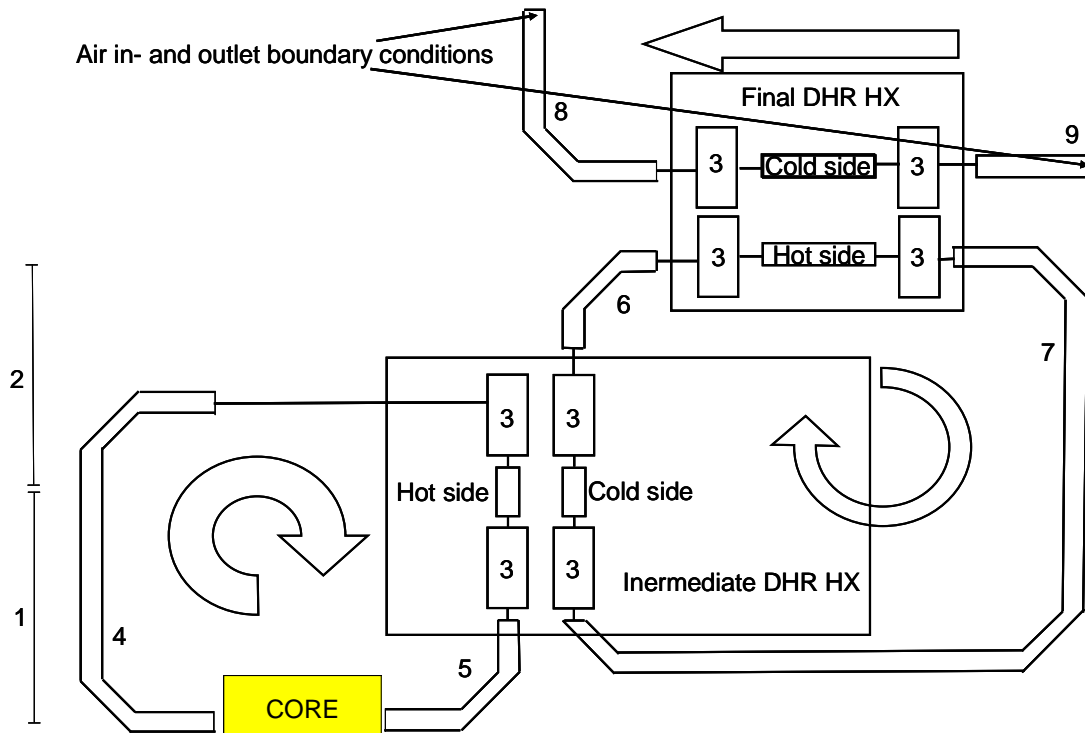 Air in- and outlet boundary conditions
8
Final DHR HX
9
3
Cold side
3
3
Hot side
3
6
7
2
3
3
Hot side
Cold side
3
3
Inermediate DHR HX
1
4
5
CORE